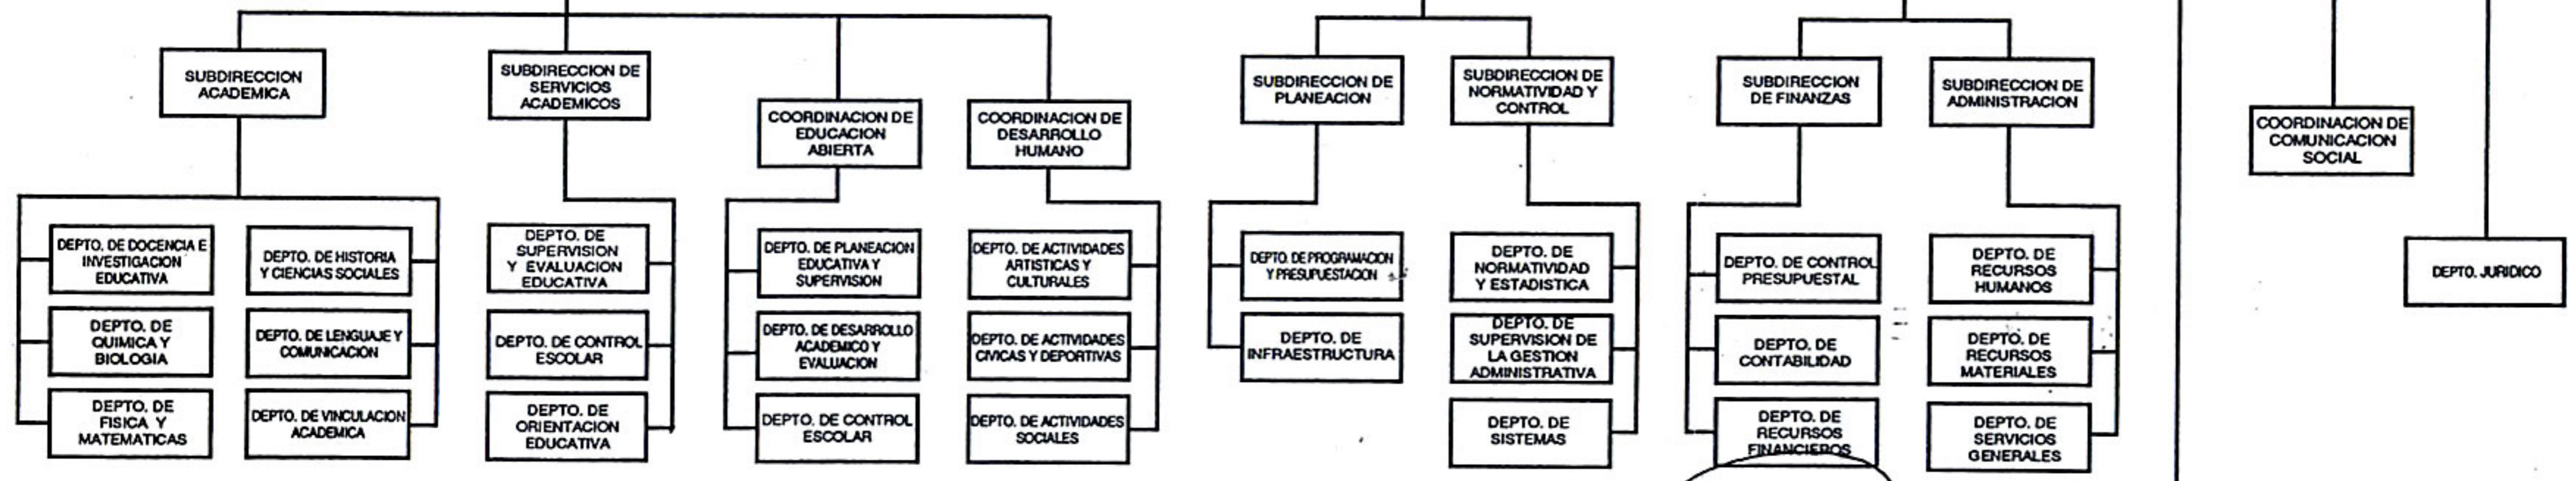 SUBDIRECCION
ACADEMICA
SUBDIRECCION DE
SERVICIOS
ACADEMICOS
COORDINACION DE
EDUCACION
ABIERTA
COORDINACION DE
DESARROLLO
HUMANO
SUBDIRECCION DE
PLANEACION
SUBDIRECCION DE
NORMATIVIDAD Y
CONTROL
SUBDIRECCION
DE FINANZAS
SUBDIRECCION DE
ADMINISTRACION
COORDINACION DE
COMUNICACION
SOCIAL
DEPTO. DE DOCENCIA E
INVESTIGACION
EDUCATIVA
DEPTO. DE HISTORIA
Y CIENCIAS SOCIALES
DEPTO. DE
SUPERVISION
Y EVALUACION
EDUCATIVA
DEPTO. DE PLANEACION
EDUCATIVA Y
SUPERVISION
DEPTO. DE ACTIVIDADES
ARTISTICAS Y
CULTURALES
DEPTO. DE PROGRAMACION
Y PRESUPUESTACION
DEPTO. DE
NORMATIVIDAD
Y ESTADISTICA
DEPTO. DE CONTROL
PRESUPUESTAL
DEPTO. DE
RECURSOS
HUMANOS
DEPTO. JURIDICO
DEPTO. DE
QUIMICA Y
BIOLOGIA
DEPTO. DE LENGUAJE Y
COMUNICACION
DEPTO. DE CONTROL
ESCOLAR
DEPTO. DE DESARROLLO
ACADEMICO Y
EVALUACION
DEPTO. DE ACTIVIDADES
CIVICAS Y DEPORTIVAS
DEPTO. DE
INFRAESTRUCTURA
DEPTO. DE
SUPERVISION DE
LA GESTION
ADMINISTRATIVA
DEPTO. DE
CONTABILIDAD
DEPTO. DE
RECURSOS
MATERIALES
DEPTO. DE
FISICA Y
MATEMATICAS
DEPTO. DE VINCULACION
ACADEMICA
DEPTO. DE
ORIENTACION
EDUCATIVA
DEPTO. DE CONTROL
ESCOLAR
DEPTO. DE ACTIVIDADES
SOCIALES
DEPTO. DE
SISTEMAS
DEPTO. DE
RECURSOS
FINANCIEROS
DEPTO. DE
SERVICIOS
GENERALES